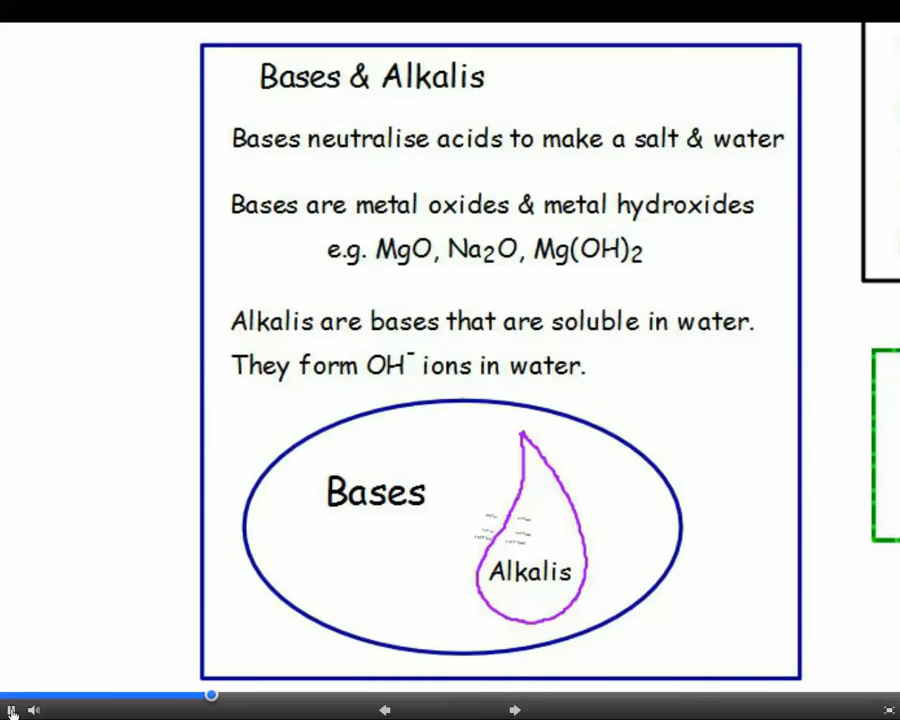 Bases & Alkalis
Bases neutralise acids to make a salt & water
Bases are metal oxides & metal hydroxides
e.g. MgO, Na2O, Mg(OH)2
Alkalis are bases that are soluble in water.
They form OH⁻ ions in water.
Bases
Alkalis